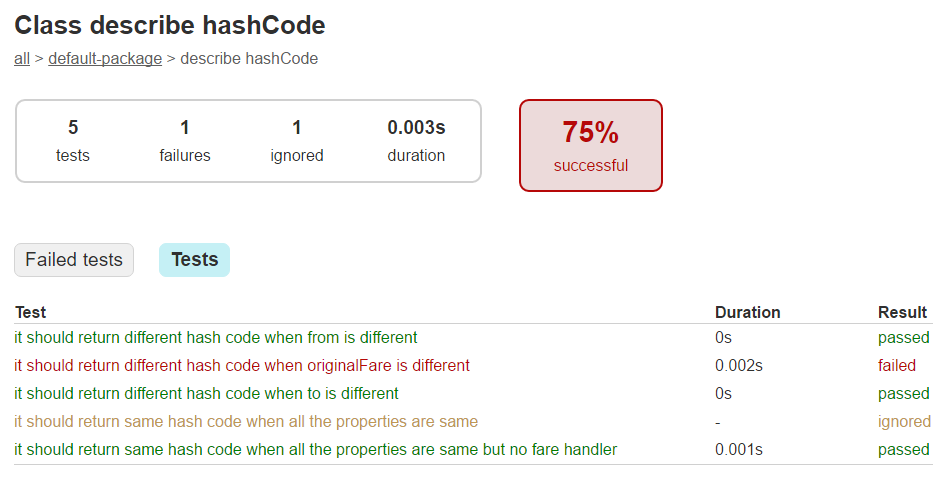 Class describe hashCode
all > default-package > describe hashCode
5 1 1 0.003s
tests failures ignored duration
75%
successful
Failed tests Tests
Test Duration Result
it should return different hash code when from is different 0s passed
it should return different hash code when originalFare is different 0.002s failed
it should return different hash code when to is different 0s passed
it should return same hash code when all the properties are same - ignored
it should return same hash code when all the properties are same but no fare handler 0.001s passed